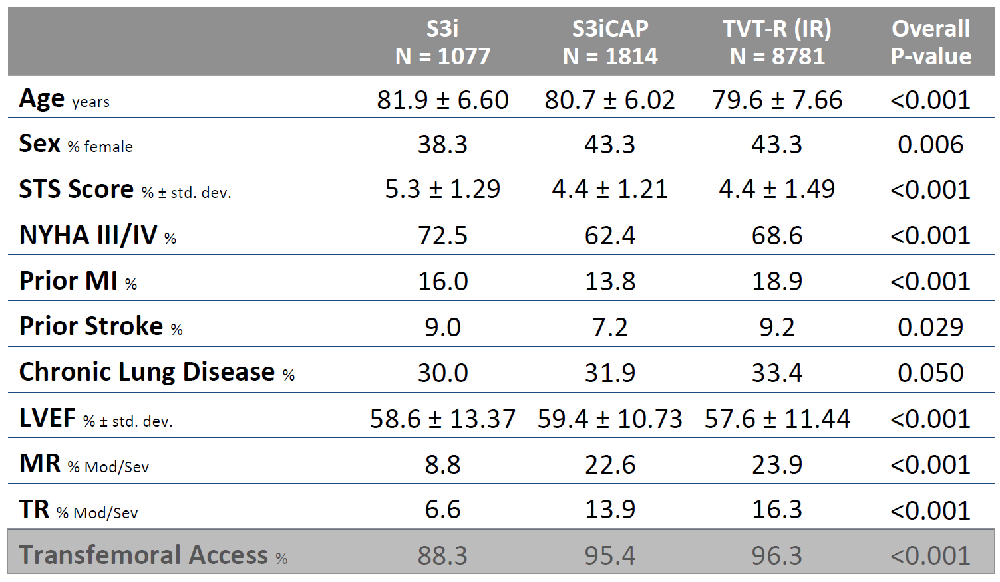 S3i S3iCAP TVT-R (IR) Overall
N = 1077 N = 1814 N = 8781 P-value
Age years 81.9 ± 6.60 80.7 ± 6.02 79.6 ± 7.66 <0.001
Sex % female 38.3 43.3 43.3 0.006
STS Score % ± std. dev. 5.3 ± 1.29 4.4 ± 1.21 4.4 ± 1.49 <0.001
NYHA III/IV % 72.5 62.4 68.6 <0.001
Prior MI % 16.0 13.8 18.9 <0.001
Prior Stroke % 9.0 7.2 9.2 0.029
Chronic Lung Disease % 30.0 31.9 33.4 0.050
LVEF % ± std. dev. 58.6 ± 13.37 59.4 ± 10.73 57.6 ± 11.44 <0.001
MR % Mod/Sev 8.8 22.6 23.9 <0.001
TR % Mod/Sev 6.6 13.9 16.3 <0.001
Transfemoral Access % 88.3 95.4 96.3 <0.001